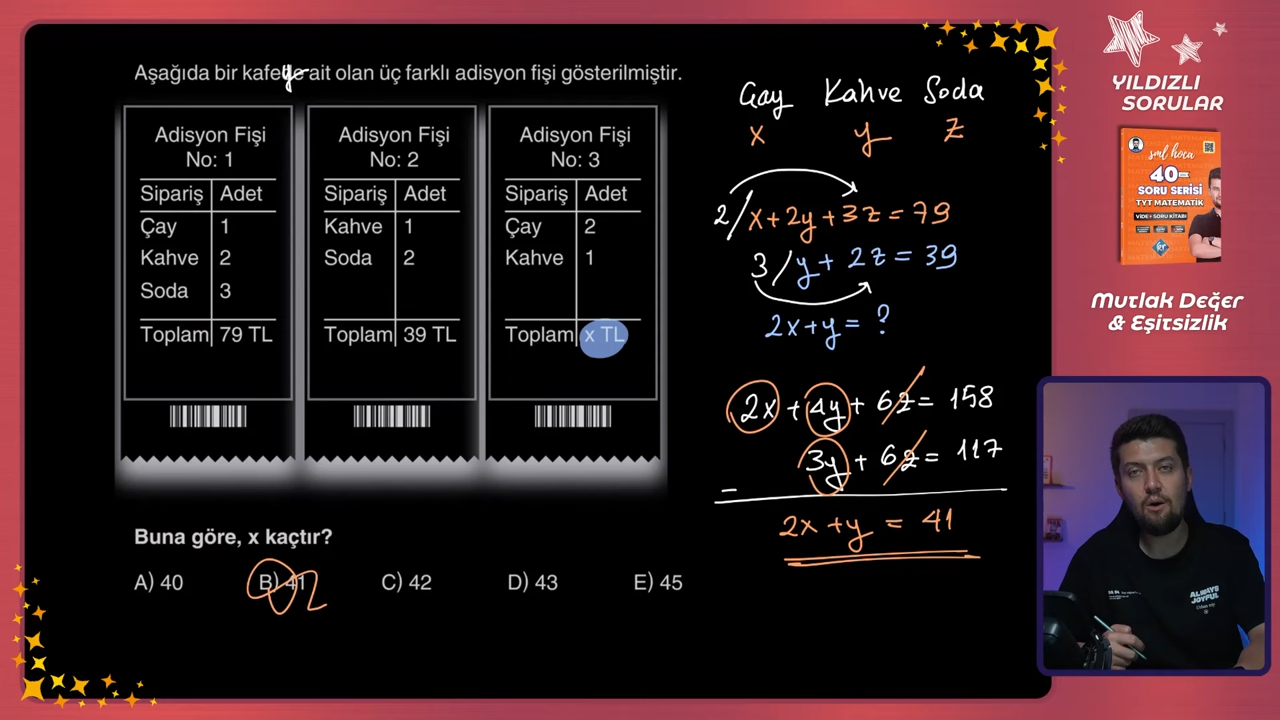 Aşağıda bir kafeye ait olan üç farklı adisyon fişi gösterilmiştir.
Adisyon Fişi
No: 1
Sipariş Adet
Çay 1
Kahve 2
Soda 3
Toplam 79 TL
Adisyon Fişi
No: 2
Sipariş Adet
Kahve 1
Soda 2
Toplam 39 TL
Adisyon Fişi
No: 3
Sipariş Adet
Çay 2
Kahve 1
Toplam x TL
Buna göre, x kaçtır?
A) 40 B) 41 C) 42 D) 43 E) 45
Çay Kahve Soda
x y z
2/x+2y+3z=79
3/y+2z=39
2x+y=?
2x+4y+6z=158
3y+6z=117
-
2x+y=41
YILDIZLI
SORULAR
sml hoca
40
SORU SERİSİ
TYT MATEMATİK
Mutlak Değer
& Eşitsizlik
ALWAYS
JOYFUL